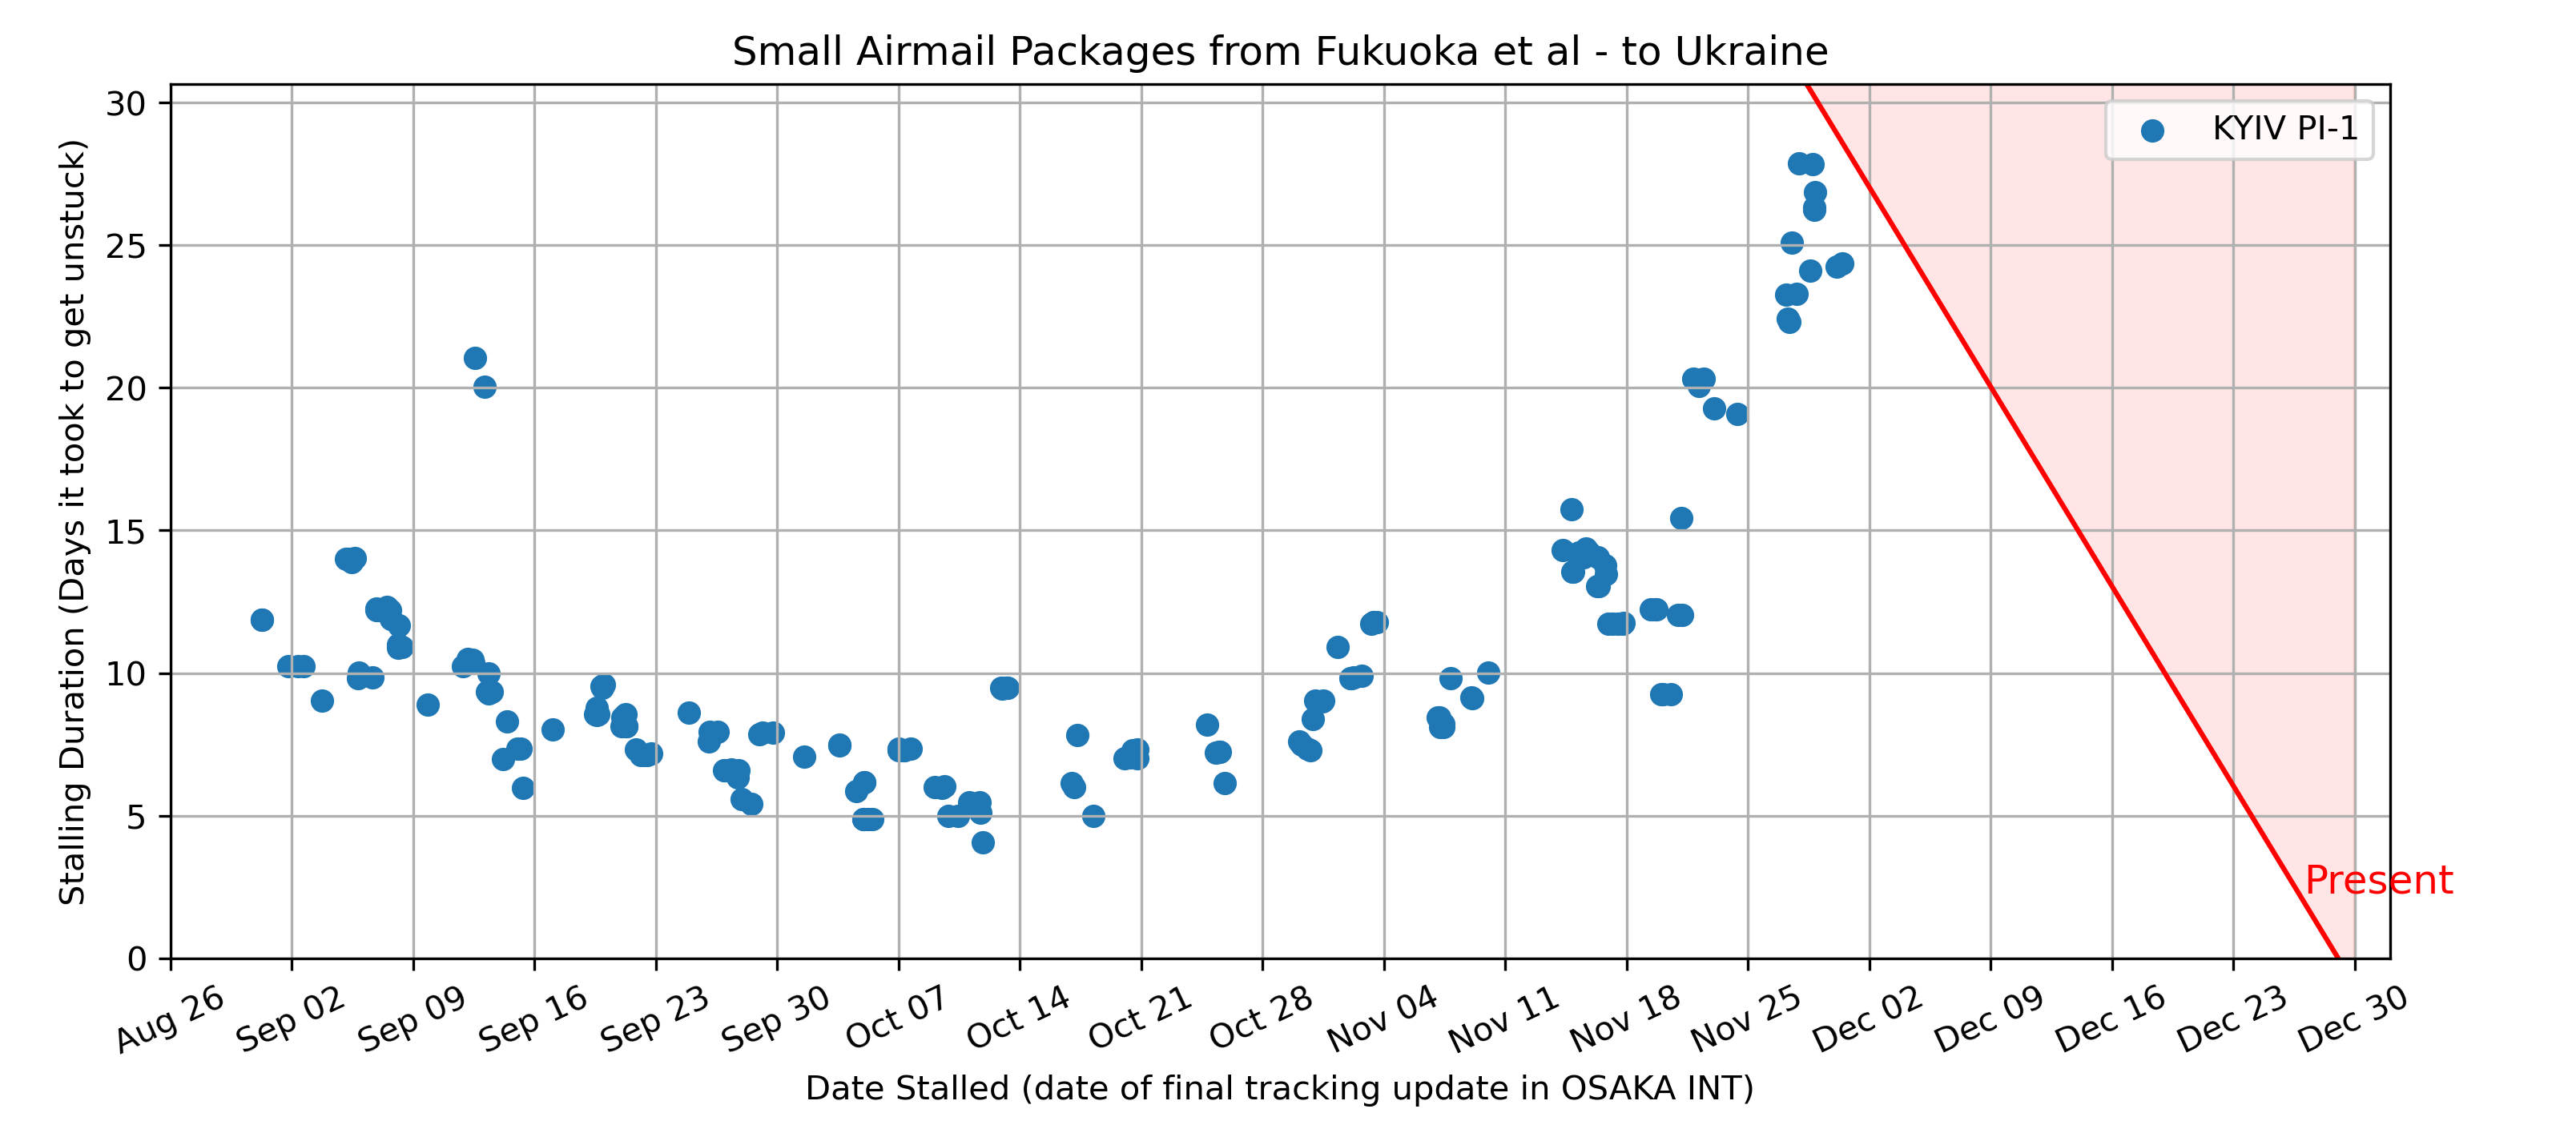 Small Airmail Packages from Fukuoka et al - to Ukraine
KYIV PI-1
Stalling Duration (Days it took to get unstuck)
30
25
20
15
10
5
0
Present
Aug 26
Sep 02
Sep 09
Sep 16
Sep 23
Sep 30
Oct 07
Oct 14
Oct 21
Oct 28
Nov 04
Nov 11
Nov 18
Nov 25
Dec 02
Dec 09
Dec 16
Dec 23
Dec 30
Date Stalled (date of final tracking update in OSAKA INT)